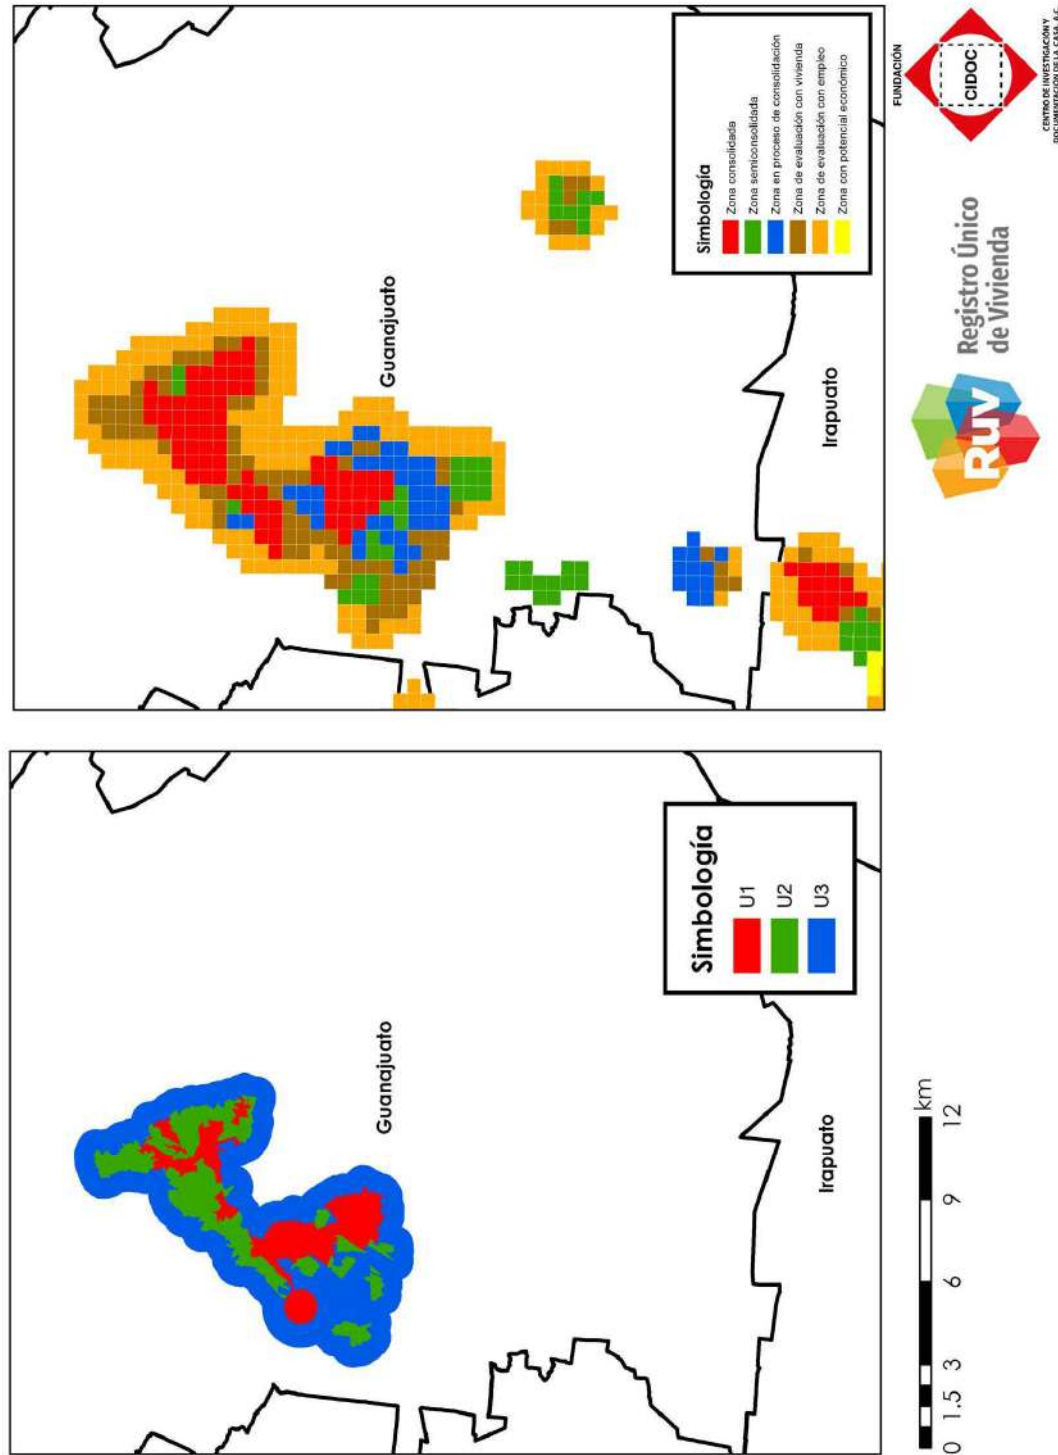 Guanajuato
Irapuato
Simbología
U1
U2
U3
0 1.5 3 6 9 12
km
Guanajuato
Irapuato
Simbología
Zona consolidada
Zona semiconsolidada
Zona en proceso de consolidación
Zona de evaluación con vivienda
Zona de evaluación con empleo
Zona con potencial económico
Ruv
Registro Único
de Vivienda
FUNDACIÓN
CIDOC
CENTRO DE INVESTIGACIÓN Y
DOCUMENTACIÓN DE LA CASA, A.C.